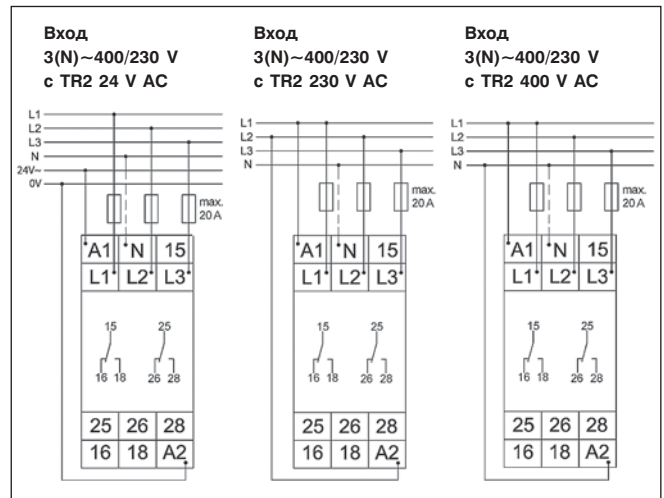 Вход
3(N)~400/230 V
с TR2 24 V AC
L1
L2
L3
N
24V~
0V
max.
20 A
A1 N 15
L1 L2 L3
15 25
16 18 26 28
25 26 28
16 18 A2
Вход
3(N)~400/230 V
с TR2 230 V AC
L1
L2
L3
N
max.
20 A
A1 N 15
L1 L2 L3
15 25
16 18 26 28
25 26 28
16 18 A2
Вход
3(N)~400/230 V
с TR2 400 V AC
L1
L2
L3
N
max.
20 A
A1 N 15
L1 L2 L3
15 25
16 18 26 28
25 26 28
16 18 A2